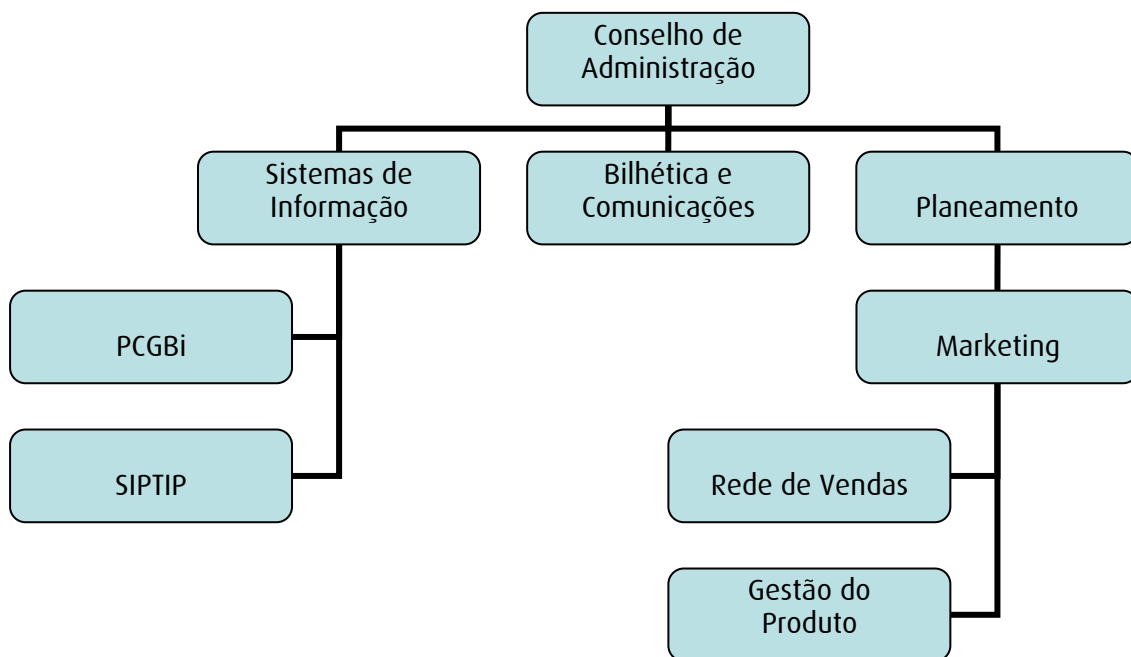 Conselho de
Administração
Sistemas de
Informação
Bilhética e
Comunicações
Planeamento
PCGBi
Marketing
SIPTIP
Rede de Vendas
Gestão do
Produto